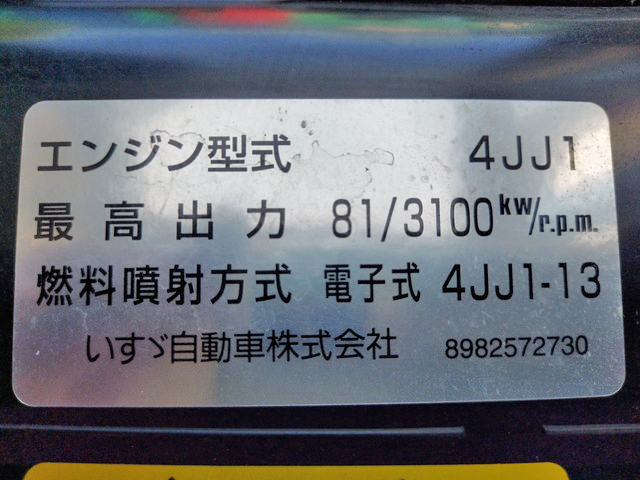 エンジン型式 4JJ1
最高出力 81/3100kw/r.p.m.
燃料噴射方式 電子式 4JJ1-13
いすゞ自動車株式会社 8982572730